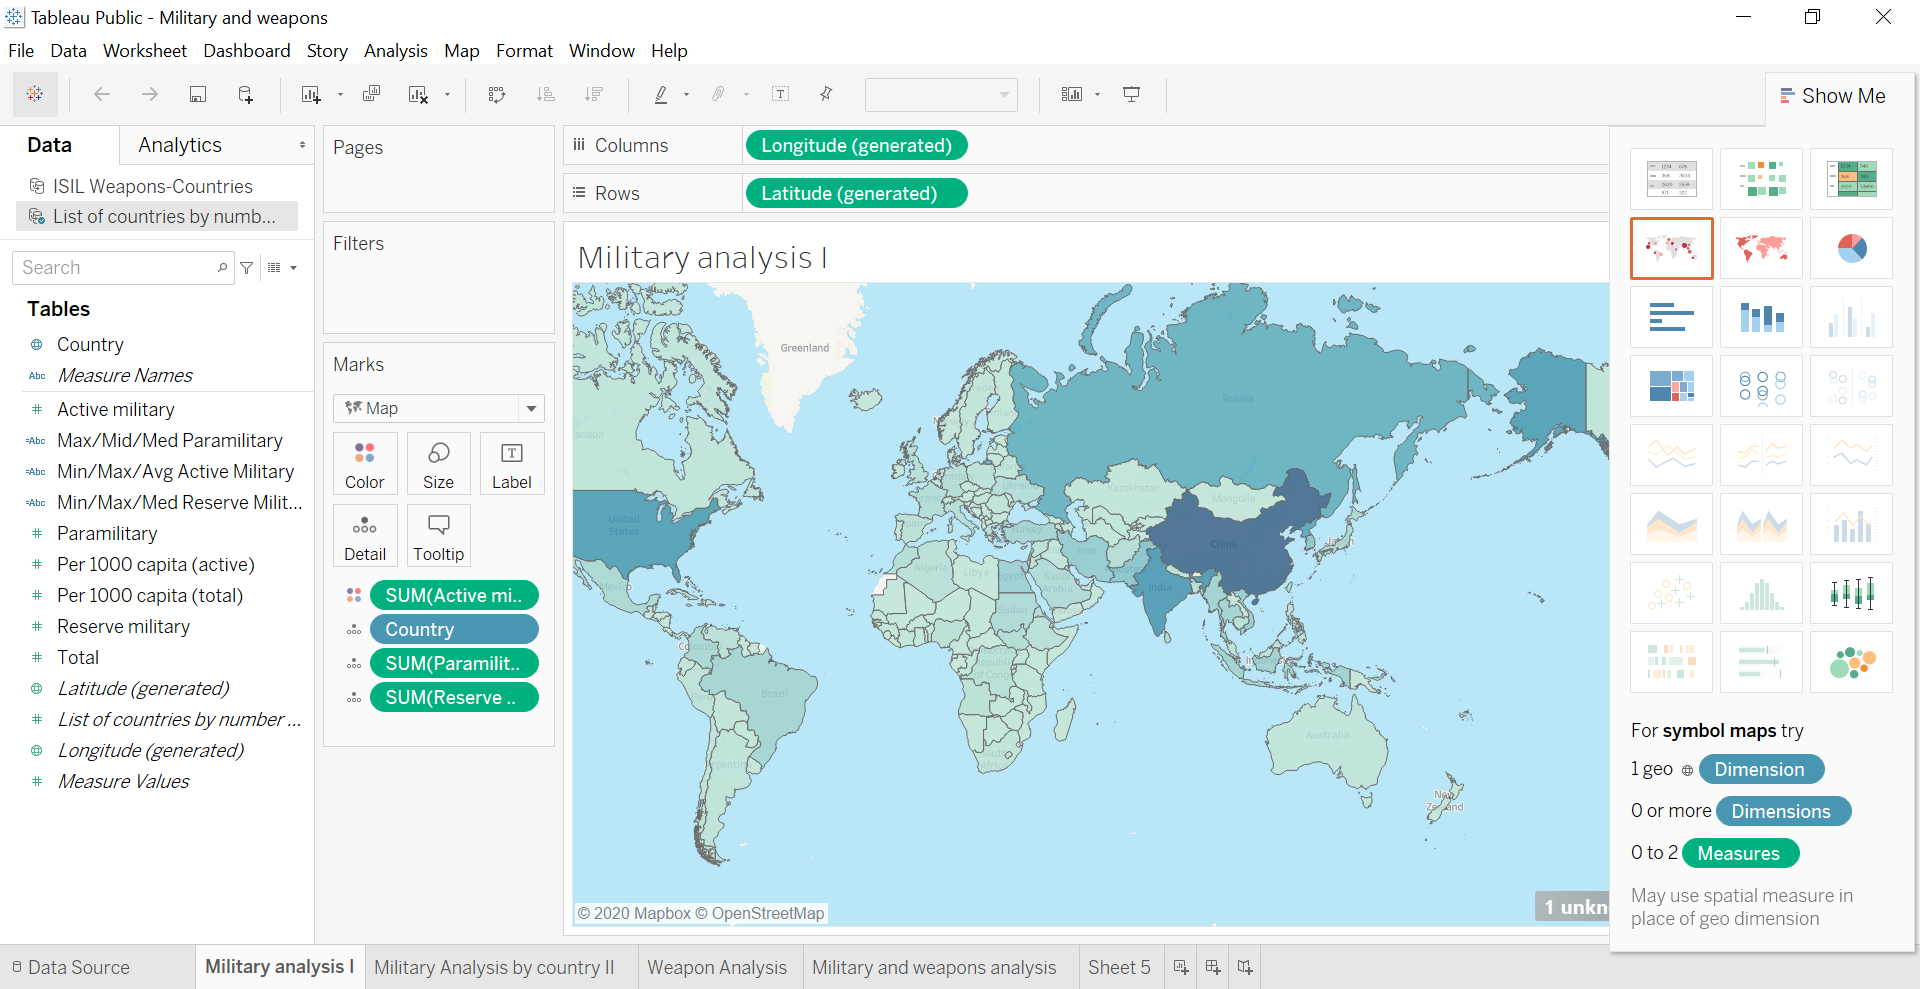 Tableau Public - Military and weapons
File Data Worksheet Dashboard Story Analysis Map Format Window Help
Show Me
Data
Analytics
ISIL Weapons-Countries
List of countries by numb...
Search
Tables
Country
Abc Measure Names
Active military
=Abc Max/Mid/Med Paramilitary
=Abc Min/Max/Avg Active Military
=Abc Min/Max/Med Reserve Milit...
Paramilitary
Per 1000 capita (active)
Per 1000 capita (total)
Reserve military
Total
Latitude (generated)
List of countries by number ...
Longitude (generated)
Measure Values
Pages
Filters
Marks
Map
Color
Size
Label
Detail
Tooltip
SUM(Active mi..
Country
SUM(Paramilit..
SUM(Reserve ..
Columns
Longitude (generated)
Rows
Latitude (generated)
Military analysis I
Greenland
Russia
Kazakhstan
Mongolia
United
States
China
Turkey
Iran
Algeria
Libya
Egypt
Saudi
Arabia
India
Mexico
Sudan
Brazil
Australia
South
Africa
© 2020 Mapbox © OpenStreetMap
1 unkn
For symbol maps try
1 geo Dimension
0 or more Dimensions
0 to 2 Measures
May use spatial measure in
place of geo dimension
Data Source
Military analysis I
Military Analysis by country II
Weapon Analysis
Military and weapons analysis
Sheet 5